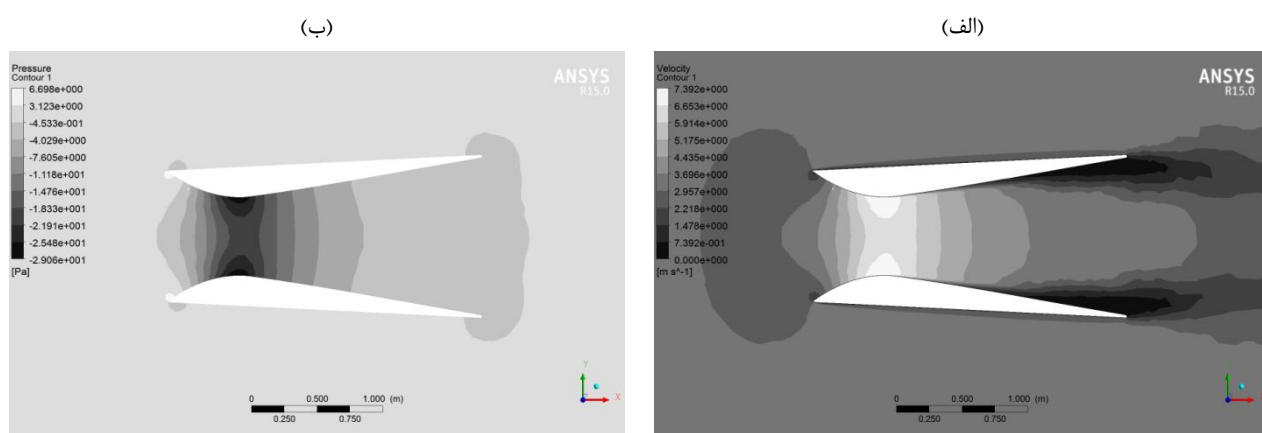 (ب)
(الف)
Pressure
Contour 1
6.698e+000
3.123e+000
-4.533e-001
-4.029e+000
-7.605e+000
-1.118e+001
-1.476e+001
-1.833e+001
-2.191e+001
-2.548e+001
-2.906e+001
[Pa]
ANSYS
R15.0
0 0.500 1.000 (m)
0.250 0.750
Y
X
Velocity
Contour 1
7.392e+000
6.653e+000
5.914e+000
5.175e+000
4.435e+000
3.696e+000
2.957e+000
2.218e+000
1.478e+000
7.392e-001
0.000e+000
[m s^-1]
ANSYS
R15.0
0 0.500 1.000 (m)
0.250 0.750